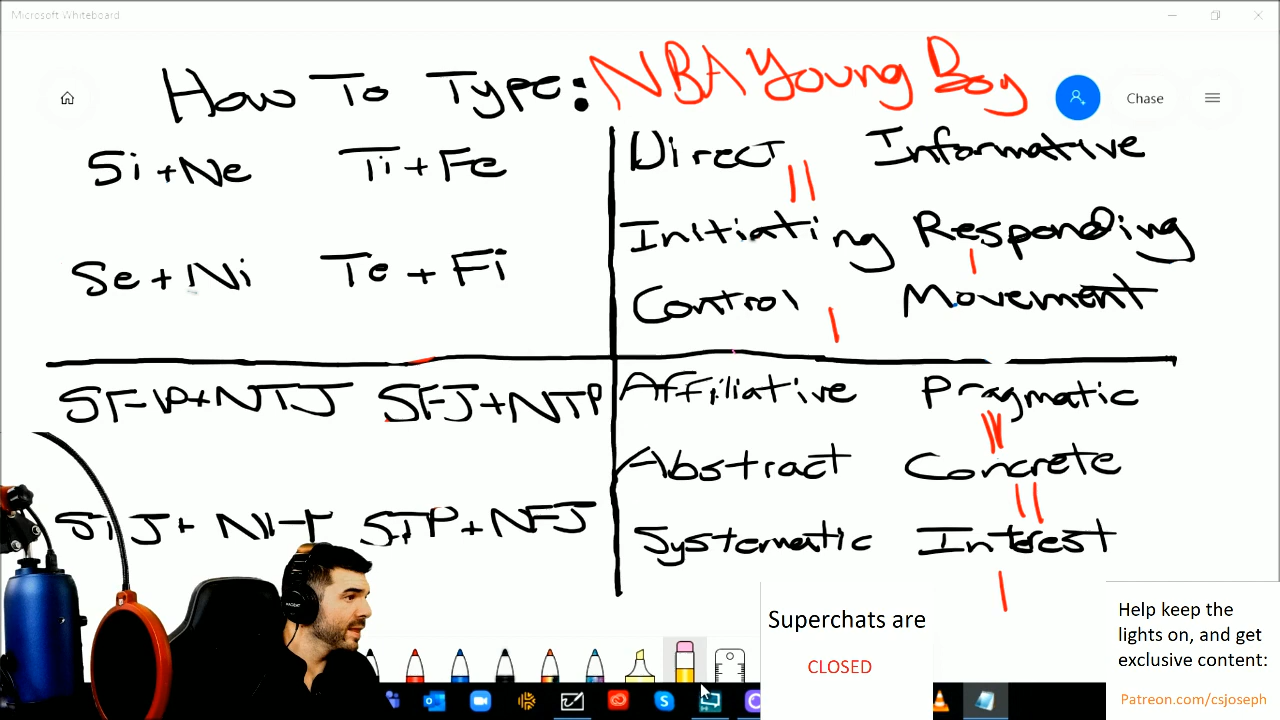 Microsoft Whiteboard
How To Type: NBA Young Boy
Chase
Si + Ne Ti + Fe
Se + Ni Te + Fi
Direct Informative
Initiating Responding
Control Movement
SFP + NTJ SFJ + NTP
STJ + NFP STP + NFJ
Affiliative Pragmatic
Abstract Concrete
Systematic Interest
Superchats are
CLOSED
Help keep the
lights on, and get
exclusive content:
Patreon.com/csjoseph